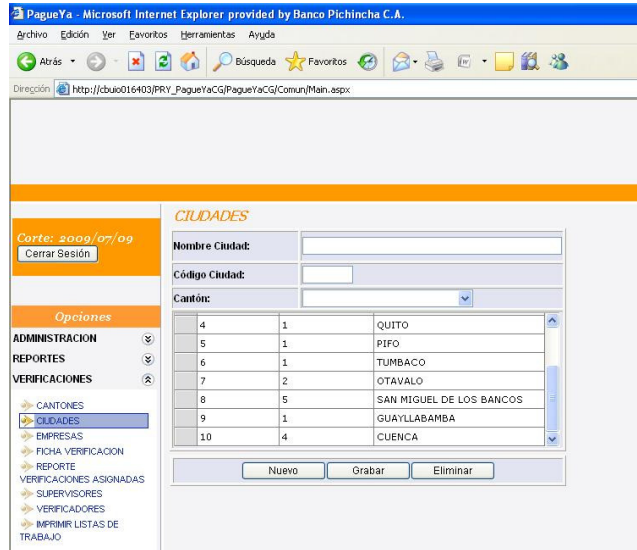 PagueYa - Microsoft Internet Explorer provided by Banco Pichincha C.A.
Archivo Edición Ver Favoritos Herramientas Ayuda
Atrás Búsqueda Favoritos
Dirección http://cbuio016403/PRY_PagueYaCG/PagueYaCG/Comun/Main.aspx
CIUDADES
Corte: 2009/07/09
Cerrar Sesión
Nombre Ciudad:
Código Ciudad:
Cantón:
4 1 QUITO
5 1 PIFO
6 1 TUMBACO
7 2 OTAVALO
8 5 SAN MIGUEL DE LOS BANCOS
9 1 GUAYLLABAMBA
10 4 CUENCA
Nuevo Grabar Eliminar
Opciones
ADMINISTRACION
REPORTES
VERIFICACIONES
CANTONES
CIUDADES
EMPRESAS
FICHA VERIFICACION
REPORTE
VERIFICACIONES ASIGNADAS
SUPERVISORES
VERIFICADORES
IMPRIMIR LISTAS DE
TRABAJO